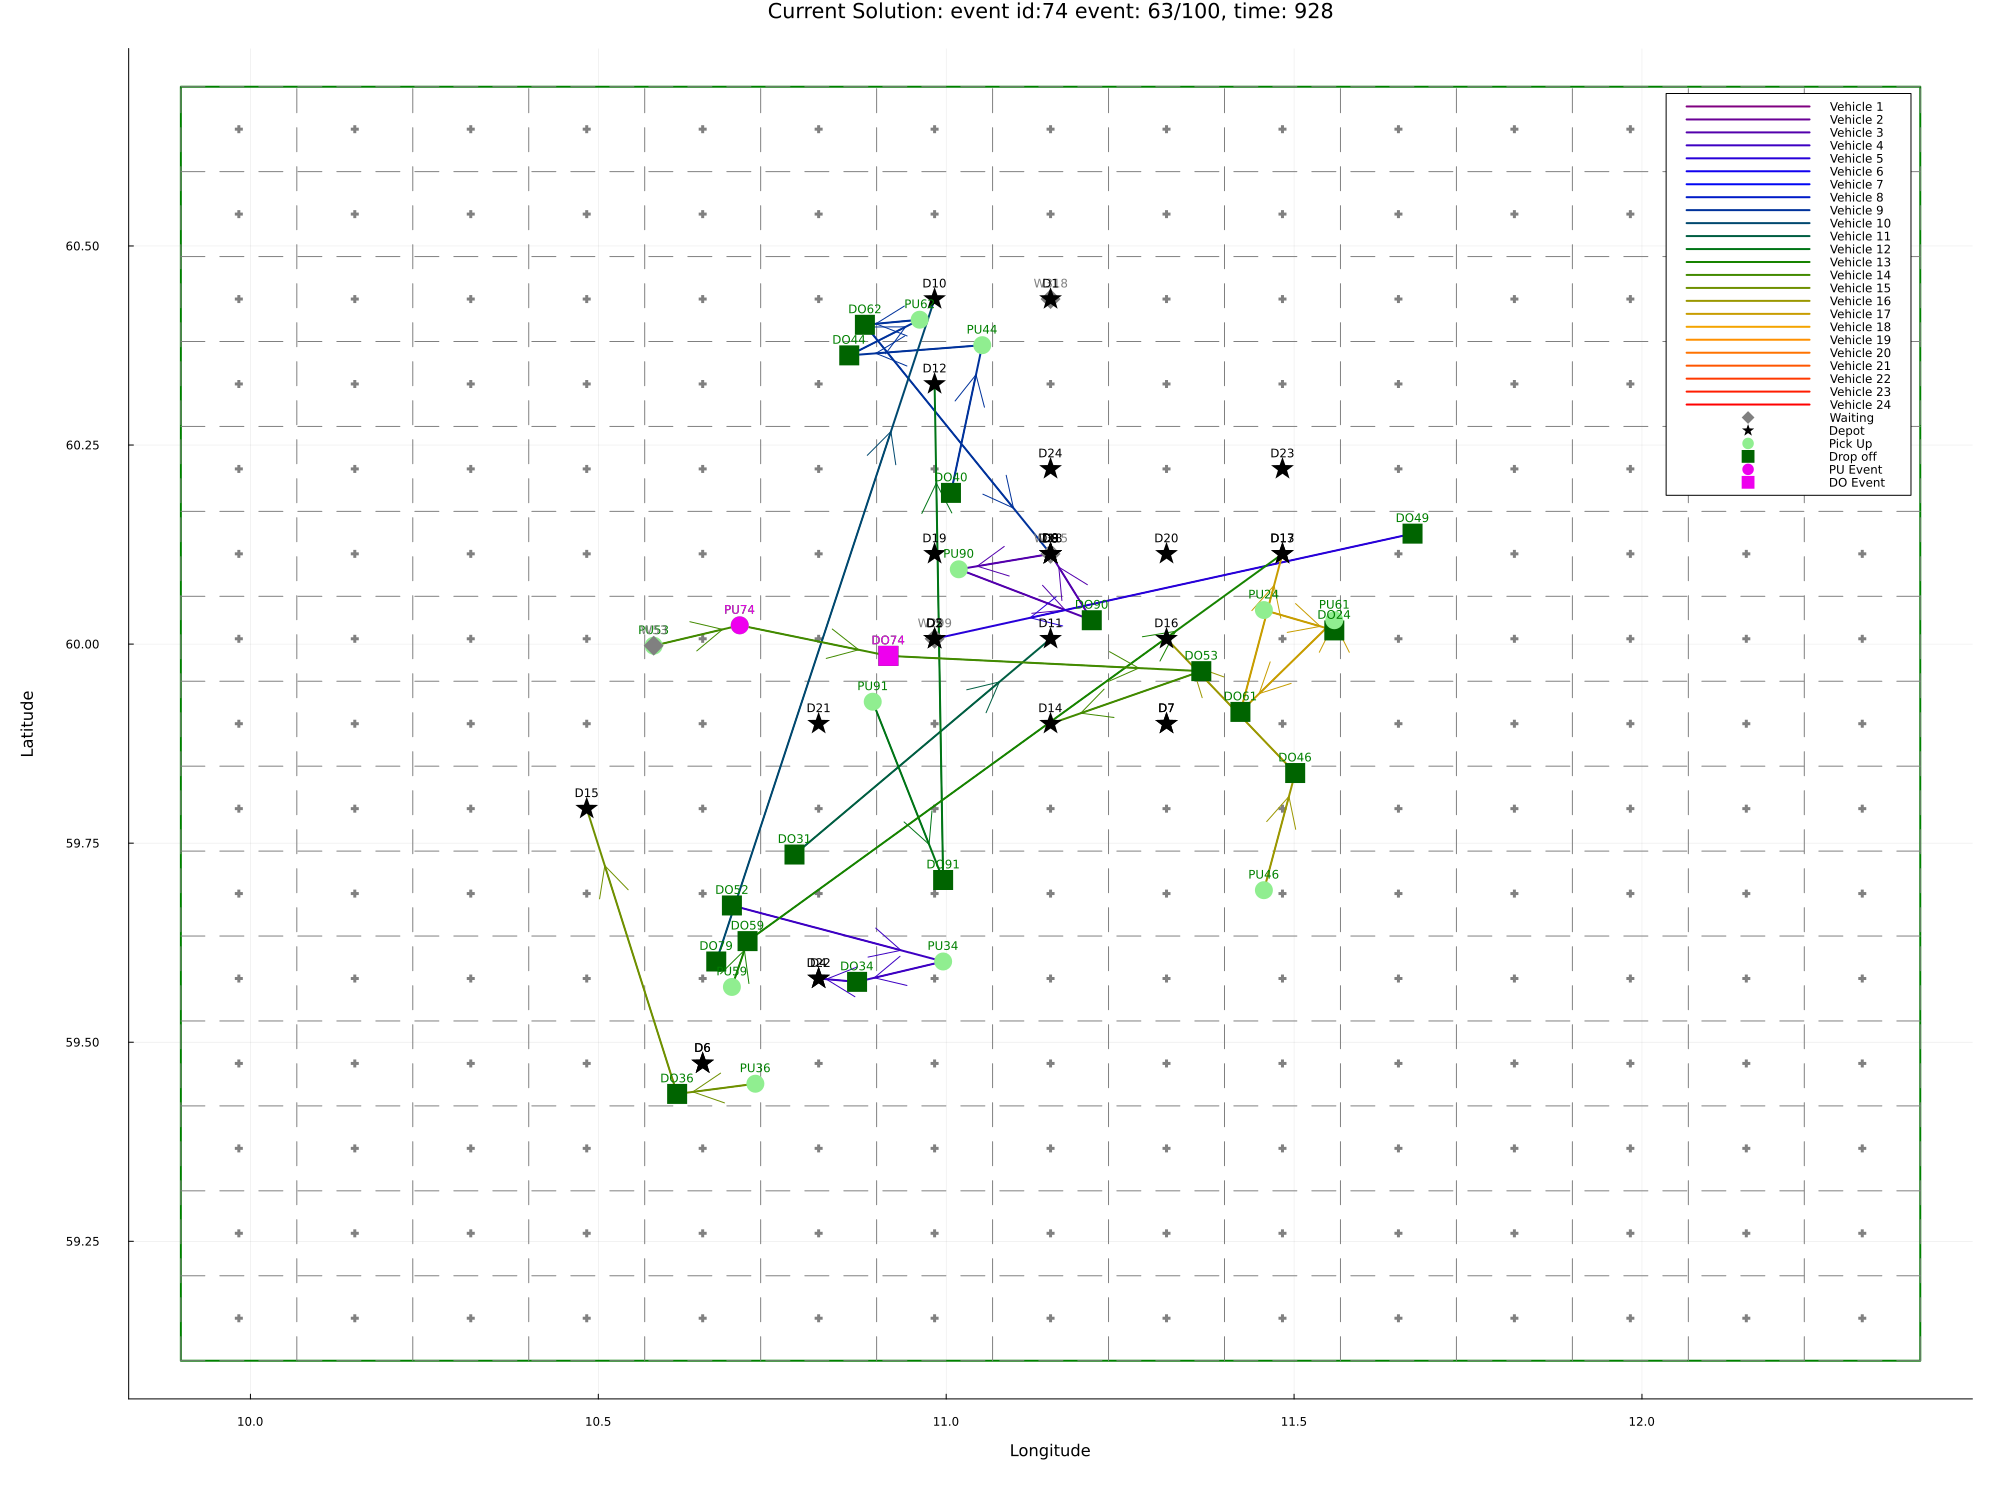 Current Solution: event id:74 event: 63/100, time: 928
Vehicle 1
Vehicle 2
Vehicle 3
Vehicle 4
Vehicle 5
Vehicle 6
Vehicle 7
Vehicle 8
Vehicle 9
Vehicle 10
Vehicle 11
Vehicle 12
Vehicle 13
Vehicle 14
Vehicle 15
Vehicle 16
Vehicle 17
Vehicle 18
Vehicle 19
Vehicle 20
Vehicle 21
Vehicle 22
Vehicle 23
Vehicle 24
Waiting
Depot
Pick Up
Drop off
PU Event
DO Event
60.50
60.25
60.00
59.75
59.50
59.25
Latitude
D10
D1
DO62
PU44
DO44
D12
D24
D23
DO40
DO49
D19
D20
PU90
PU24
PU61
PU74
DO90
DO24
PU53
DO74
D11
D16
DO53
PU91
DO61
D21
D14
D7
DO46
D15
DO31
DO91
PU46
DO52
DO59
DO79
PU34
PU59
DO34
D6
PU36
DO36
10.0
10.5
11.0
11.5
12.0
Longitude